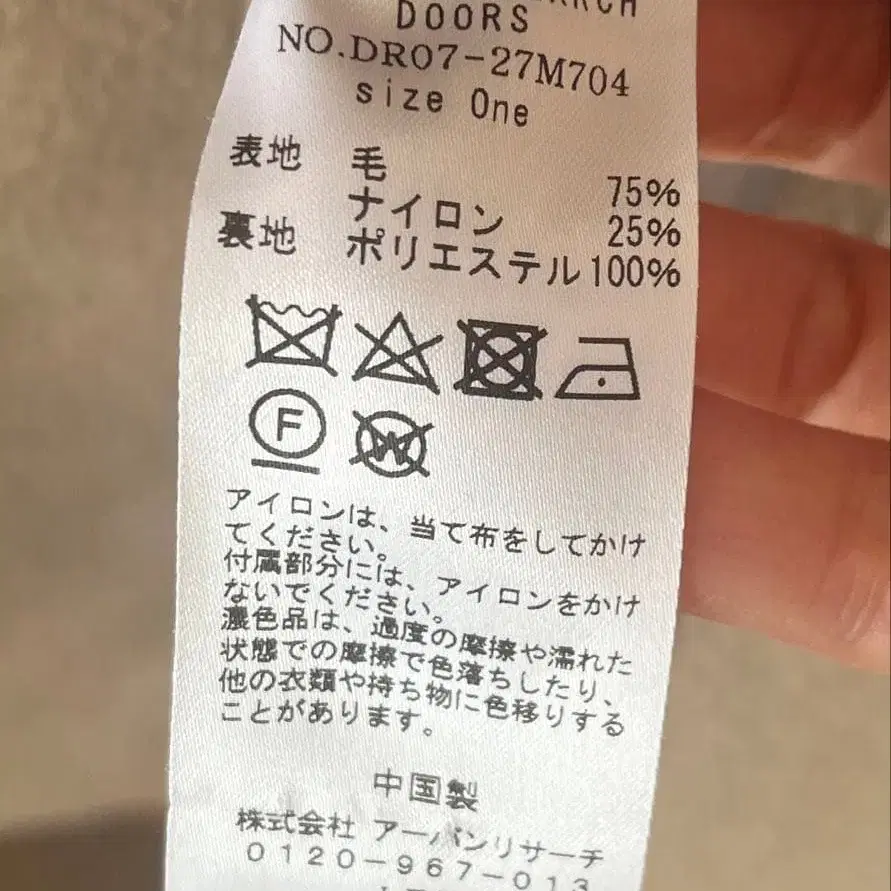 DOORS
NO.DR07-27M704
size One
表地 毛 75%
ナイロン 25%
裏地 ポリエステル 100%
F
W
アイロンは、当て布をしてかけ
てください。
付属部分には、アイロンをかけ
ないでください。
濃色品は、過度の摩擦や濡れた
状態での摩擦で色落ちしたり、
他の衣類や持ち物に色移りする
ことがあります。
中国製
株式会社 アーバンリサーチ
0120-967-013